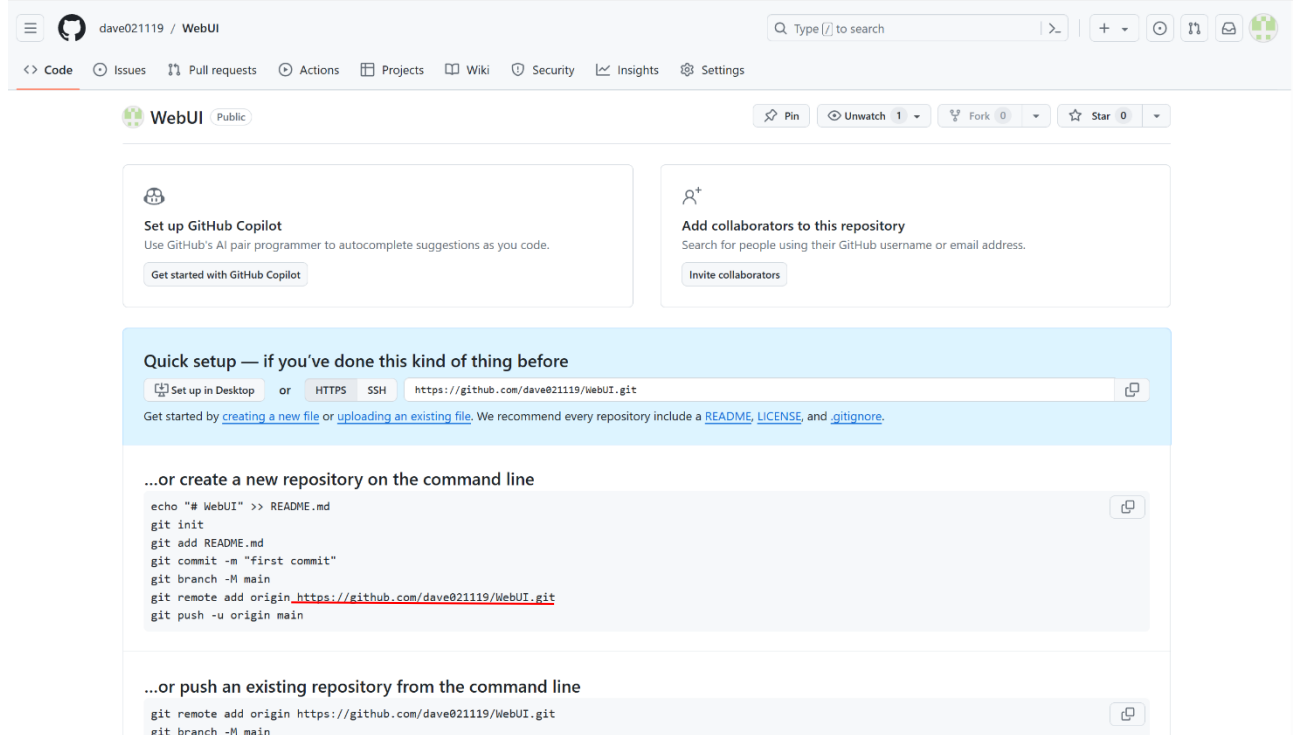 dave021119 / WebUI
Type / to search
Code Issues Pull requests Actions Projects Wiki Security Insights Settings
WebUI Public Pin Unwatch 1 Fork 0 Star 0
Set up GitHub Copilot
Use GitHub's AI pair programmer to autocomplete suggestions as you code.
Get started with GitHub Copilot
Add collaborators to this repository
Search for people using their GitHub username or email address.
Invite collaborators
Quick setup — if you've done this kind of thing before
Set up in Desktop or HTTPS SSH https://github.com/dave021119/WebUI.git
Get started by creating a new file or uploading an existing file. We recommend every repository include a README, LICENSE, and .gitignore.
...or create a new repository on the command line
echo "# WebUI" >> README.md
git init
git add README.md
git commit -m "first commit"
git branch -M main
git remote add origin https://github.com/dave021119/WebUI.git
git push -u origin main
...or push an existing repository from the command line
git remote add origin https://github.com/dave021119/WebUI.git
git branch -M main